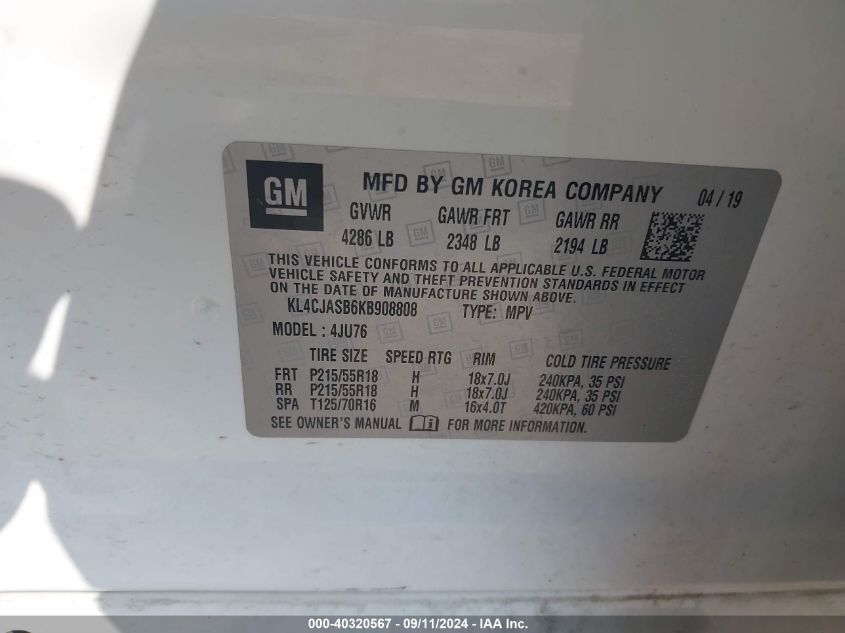 GM
MFD BY GM KOREA COMPANY 04 / 19
GVWR GAWR FRT GAWR RR
4286 LB 2348 LB 2194 LB
THIS VEHICLE CONFORMS TO ALL APPLICABLE U.S. FEDERAL MOTOR
VEHICLE SAFETY AND THEFT PREVENTION STANDARDS IN EFFECT
ON THE DATE OF MANUFACTURE SHOWN ABOVE.
KL4CJASB6KB908808 TYPE: MPV
MODEL : 4JU76
TIRE SIZE SPEED RTG RIM COLD TIRE PRESSURE
FRT P215/55R18 H 18x7.0J 240KPA, 35 PSI
RR P215/55R18 H 18x7.0J 240KPA, 35 PSI
SPA T125/70R16 M 16x4.0T 420KPA, 60 PSI
SEE OWNER'S MANUAL i FOR MORE INFORMATION.
000-40320567 - 09/11/2024 - IAA Inc.